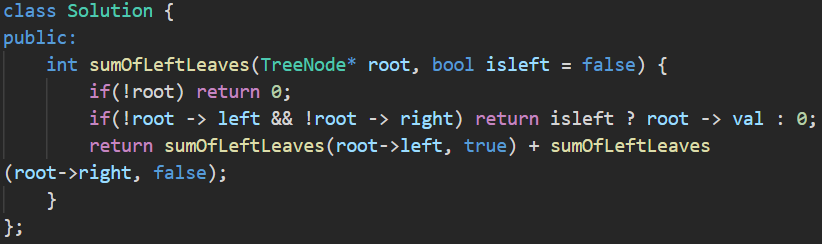 class Solution {
public:
    int sumOfLeftLeaves(TreeNode* root, bool isleft = false) {
        if(!root) return 0;
        if(!root -> left && !root -> right) return isleft ? root -> val : 0;
        return sumOfLeftLeaves(root->left, true) + sumOfLeftLeaves
(root->right, false);
    }
};